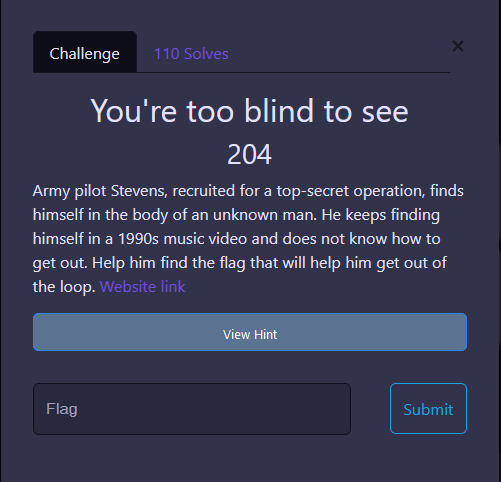 Challenge
110 Solves
×
You're too blind to see
204
Army pilot Stevens, recruited for a top-secret operation, finds
himself in the body of an unknown man. He keeps finding
himself in a 1990s music video and does not know how to
get out. Help him find the flag that will help him get out of
the loop. Website link
View Hint
Flag
Submit